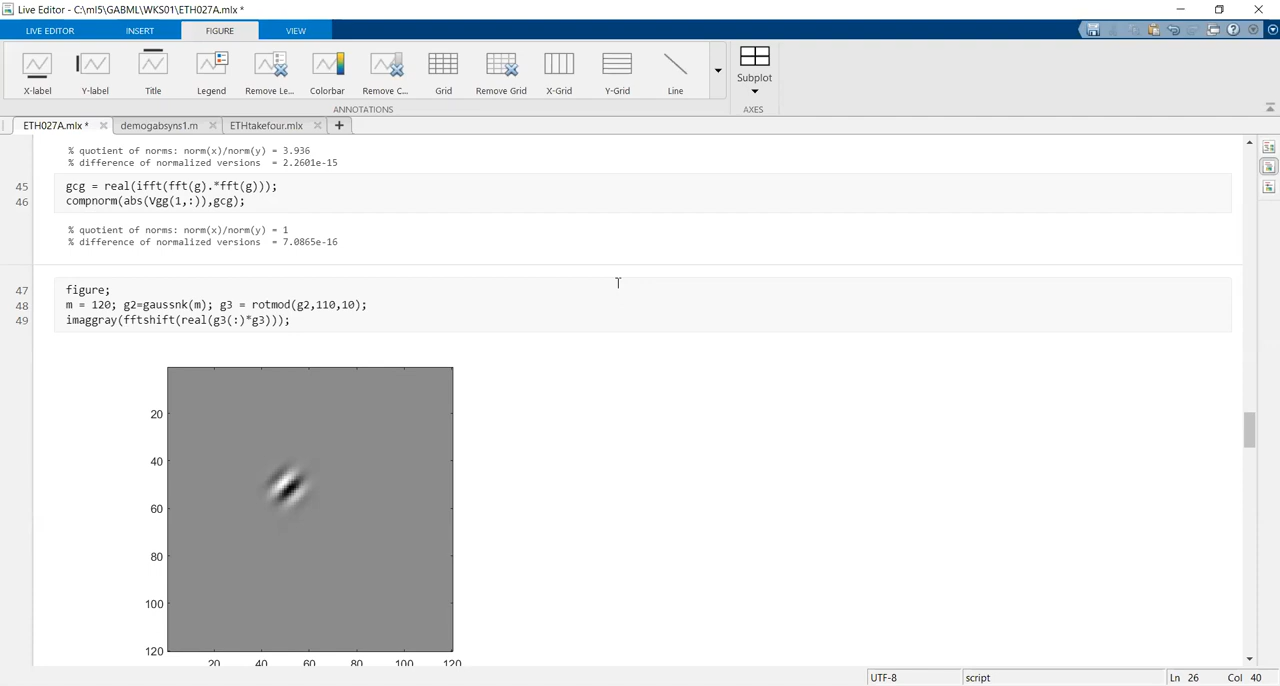 Live Editor - C:\ml5\GABML\WKS01\ETH027A.mlx *
LIVE EDITOR INSERT FIGURE VIEW
X-label Y-label Title Legend Remove Le... Colorbar Remove C... Grid Remove Grid X-Grid Y-Grid Line Subplot
ANNOTATIONS AXES
ETH027A.mlx * demogabsyns1.m ETHtakefour.mlx
% quotient of norms: norm(x)/norm(y) = 3.936
% difference of normalized versions = 2.2601e-15
45 gcg = real(ifft(fft(g).*fft(g)));
46 compnorm(abs(Vgg(1,:)),gcg);
% quotient of norms: norm(x)/norm(y) = 1
% difference of normalized versions = 7.0865e-16
47 figure;
48 m = 120; g2=gaussnk(m); g3 = rotmod(g2,110,10);
49 imaggray(fftshift(real(g3(:)*g3)));
20
40
60
80
100
120
20 40 60 80 100 120
UTF-8 script Ln 26 Col 40